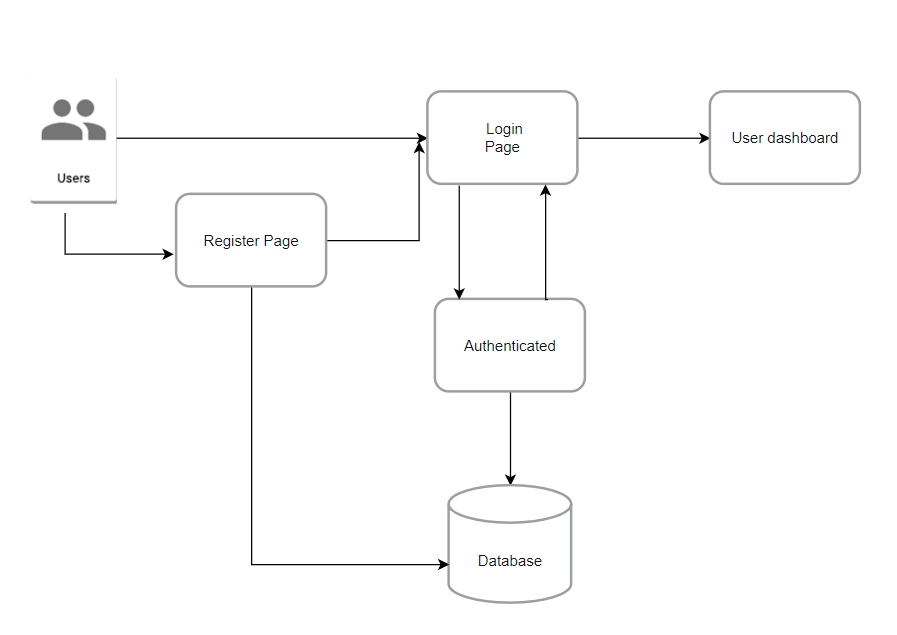 Users
Login
Page
User dashboard
Register Page
Authenticated
Database